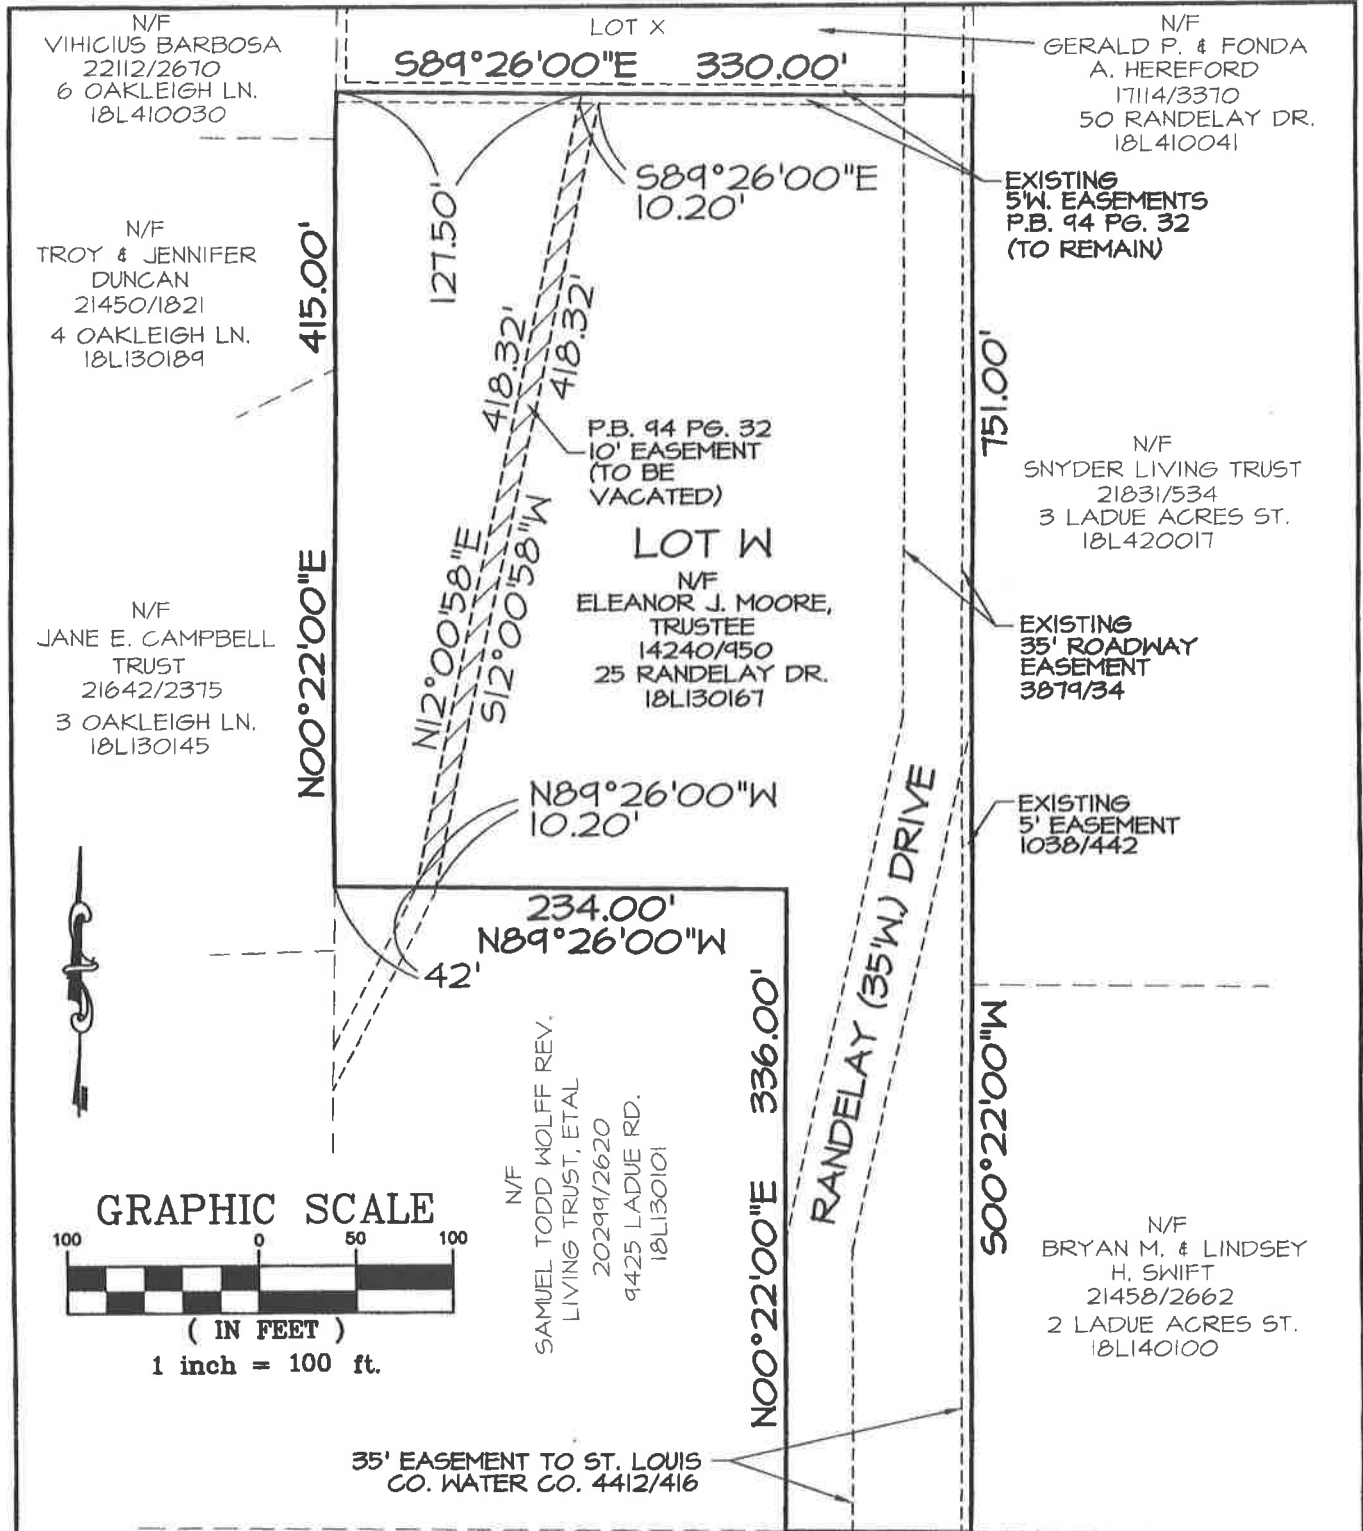 N/F
VIHICIUS BARBOSA
22112/2670
6 OAKLEIGH LN.
18L410030
LOT X
S89°26'00"E 330.00'
N/F
GERALD P. & FONDA
A. HEREFORD
17114/3370
50 RANDELAY DR.
18L410041
S89°26'00"E
10.20'
EXISTING
5'W. EASEMENTS
P.B. 94 PG. 32
(TO REMAIN)
127.50'
N/F
TROY & JENNIFER
DUNCAN
21450/1821
4 OAKLEIGH LN.
18L130189
415.00'
N00°22'00"E
418.32'
418.32'
P.B. 94 PG. 32
10' EASEMENT
(TO BE
VACATED)
N12°00'58"E
S12°00'58"W
LOT W
N/F
ELEANOR J. MOORE,
TRUSTEE
14240/950
25 RANDELAY DR.
18L130167
751.00'
S00°22'00"W
N/F
SNYDER LIVING TRUST
21831/534
3 LADUE ACRES ST.
18L420017
N/F
JANE E. CAMPBELL
TRUST
21642/2375
3 OAKLEIGH LN.
18L130145
EXISTING
35' ROADWAY
EASEMENT
3879/34
N89°26'00"W
10.20'
EXISTING
5' EASEMENT
1038/442
234.00'
N89°26'00"W
42'
RANDELAY (35'W.) DRIVE
336.00'
N00°22'00"E
N/F
SAMUEL TODD WOLFF REV.
LIVING TRUST, ETAL
20299/2620
9425 LADUE RD.
18L130101
GRAPHIC SCALE
100 0 50 100
( IN FEET )
1 inch = 100 ft.
N/F
BRYAN M. & LINDSEY
H. SWIFT
21458/2662
2 LADUE ACRES ST.
18L140100
35' EASEMENT TO ST. LOUIS
CO. WATER CO. 4412/416